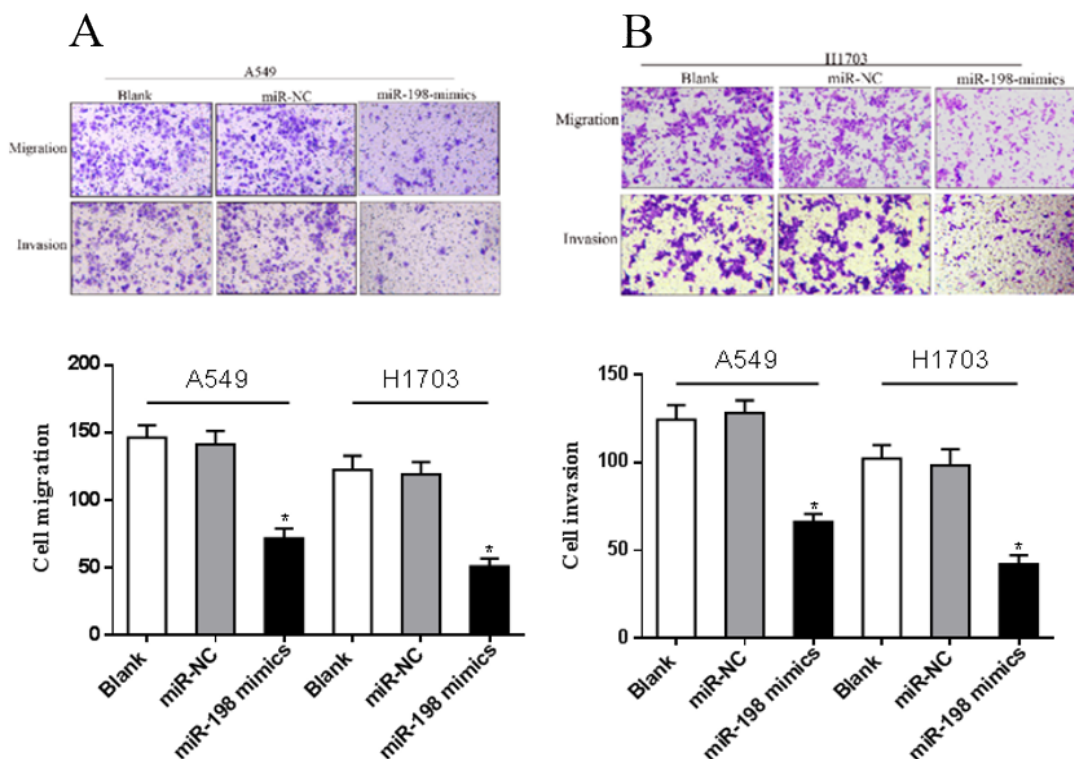 A
A549
Blank miR-NC miR-198-mimics
Migration
Invasion
B
H1703
Blank miR-NC miR-198-mimics
Migration
Invasion
200
150
100
50
0
Cell migration
A549 H1703
*
*
Blank
miR-NC
miR-198 mimics
Blank
miR-NC
miR-198 mimics
150
100
50
0
Cell invasion
A549 H1703
*
*
Blank
miR-NC
miR-198 mimics
Blank
miR-NC
miR-198 mimics